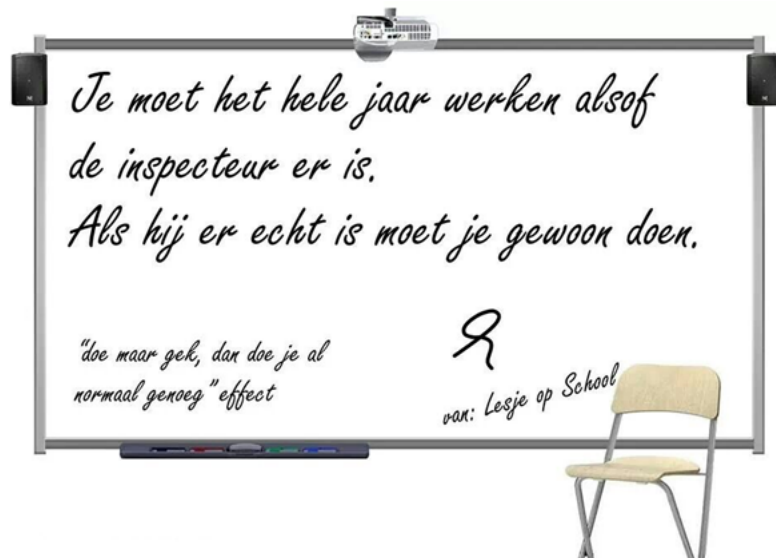 Je moet het hele jaar werken alsof
de inspecteur er is.
Als hij er echt is moet je gewoon doen.
"doe maar gek, dan doe je al
normaal genoeg" effect
van: Lesje op School